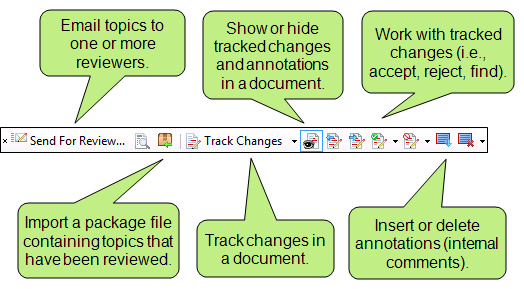 Email topics to
one or more
reviewers.
Show or hide
tracked changes
and annotations
in a document.
Work with tracked
changes (i.e.,
accept, reject, find).
Send For Review...
Track Changes
Import a package file
containing topics that
have been reviewed.
Track changes in
a document.
Insert or delete
annotations (internal
comments).